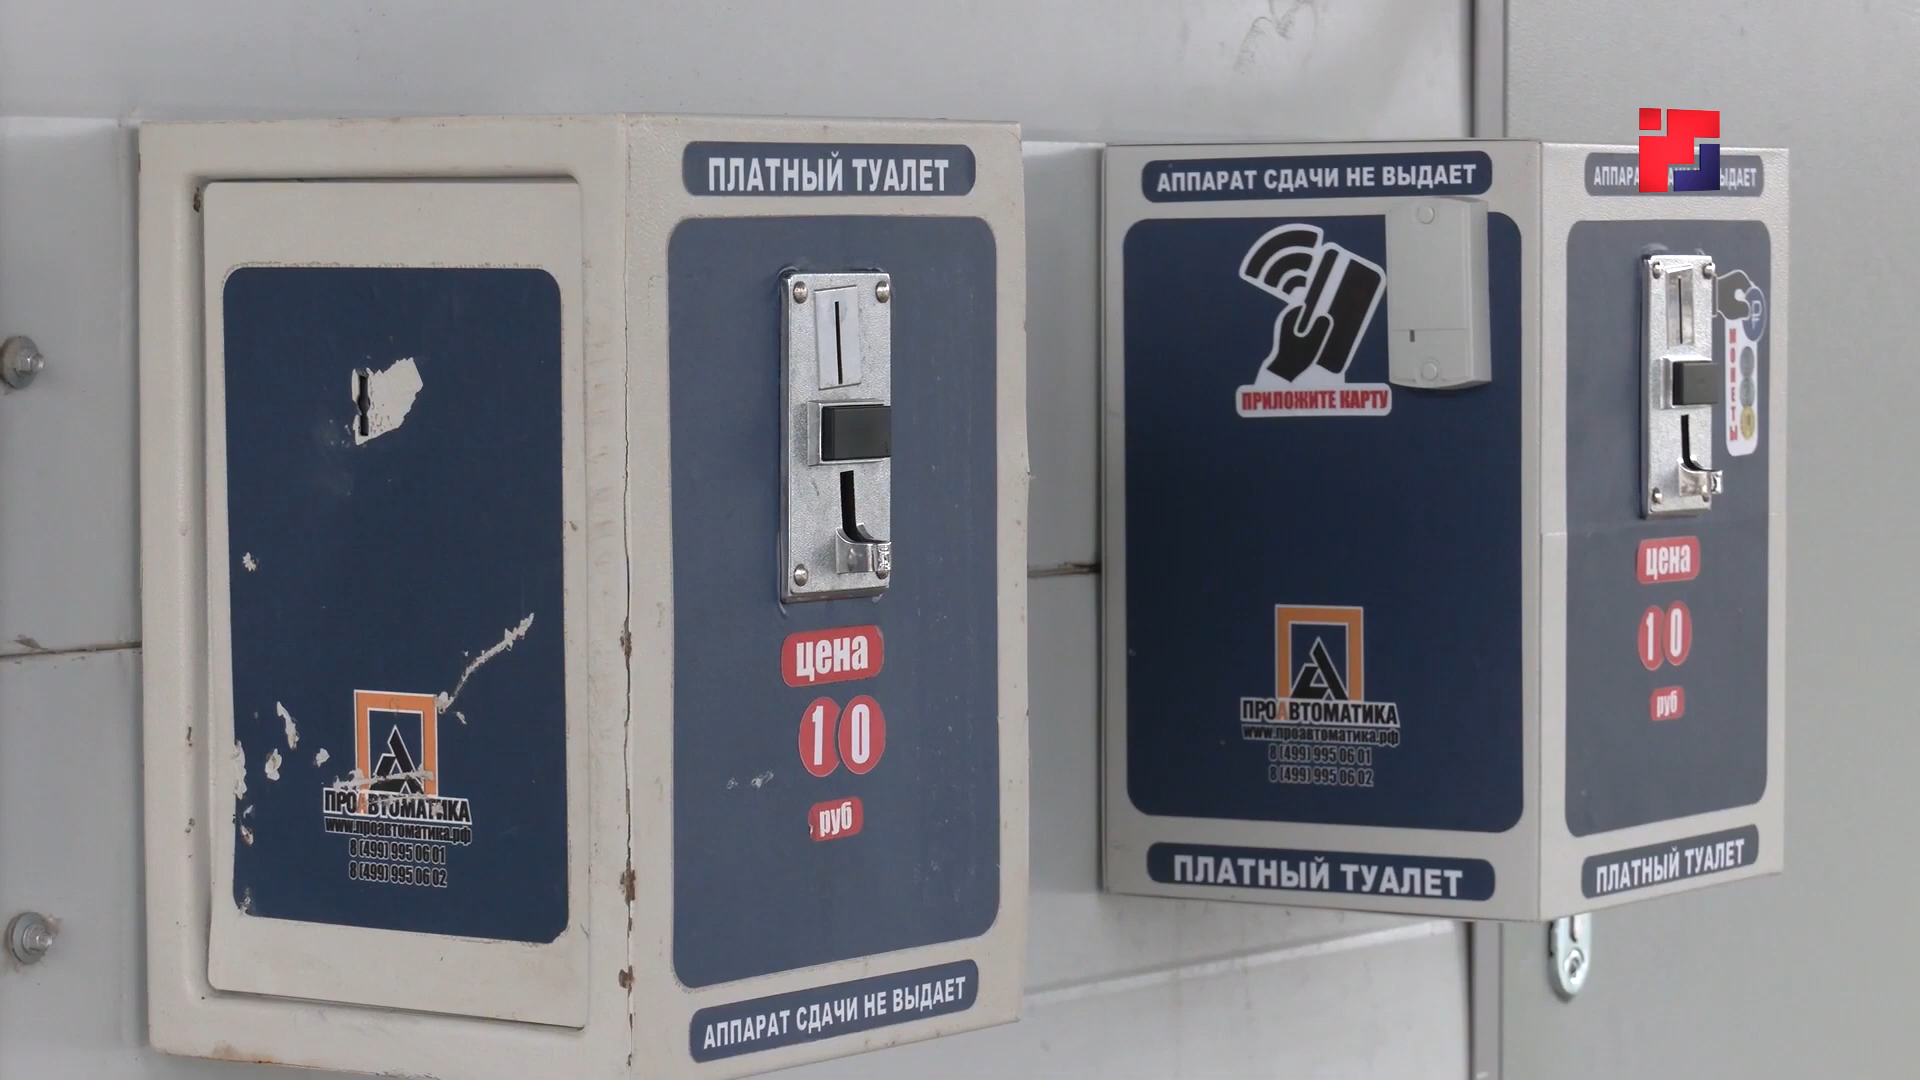 ПЛАТНЫЙ ТУАЛЕТ
цена
10
руб
АППАРАТ СДАЧИ НЕ ВЫДАЕТ
ПРОАВТОМАТИКА
www.проавтоматика.рф
8 (499) 995 06 01
8 (499) 995 06 02
АППАРАТ СДАЧИ НЕ ВЫДАЕТ
ПРИЛОЖИТЕ КАРТУ
ПРОАВТОМАТИКА
www.проавтоматика.рф
8 (499) 995 06 01
8 (499) 995 06 02
ПЛАТНЫЙ ТУАЛЕТ
МОНЕТЫ
цена
10
руб
ПЛАТНЫЙ ТУАЛЕТ